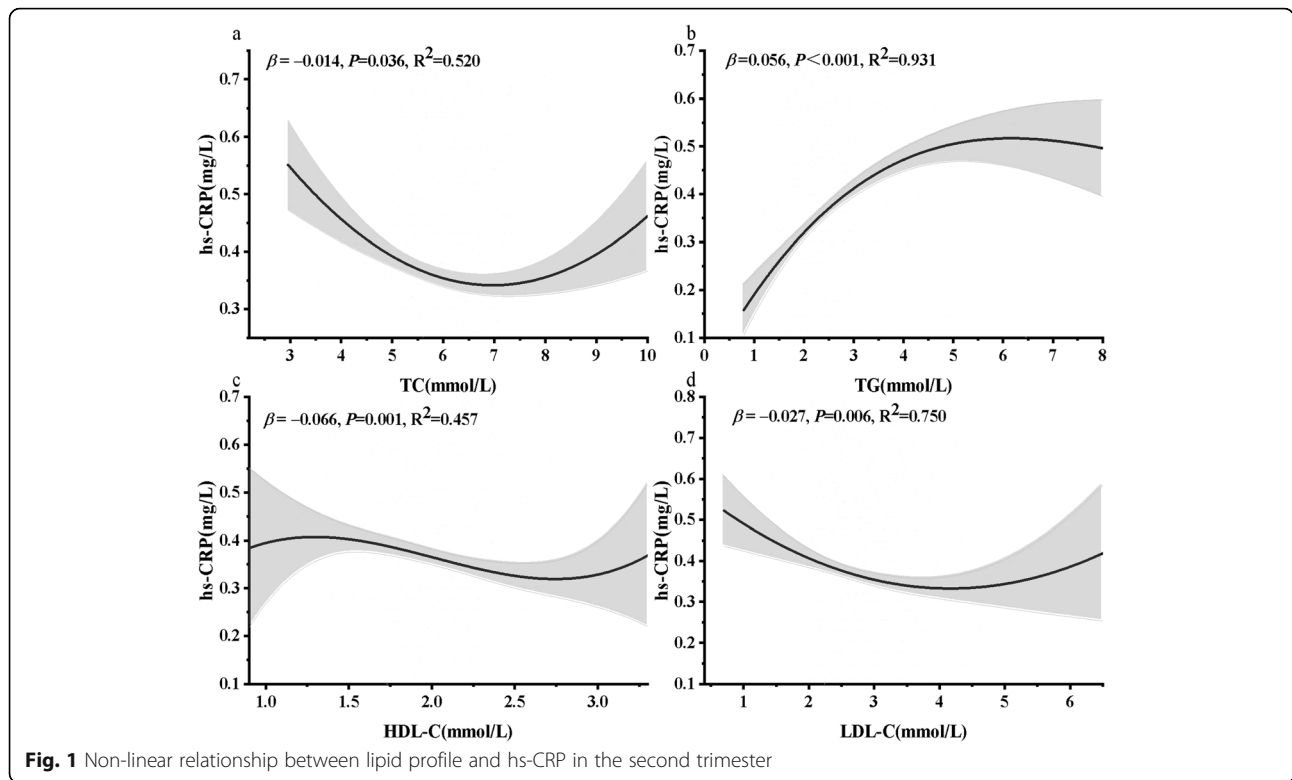 a
β= −0.014, P=0.036, R²=0.520
hs-CRP(mg/L)
0.7
0.6
0.5
0.4
0.3
3 4 5 6 7 8 9 10
TC(mmol/L)
b
β=0.056, P<0.001, R²=0.931
hs-CRP(mg/L)
0.7
0.6
0.5
0.4
0.3
0.2
0.1
0 1 2 3 4 5 6 7 8
TG(mmol/L)
c
β= −0.066, P=0.001, R²=0.457
hs-CRP(mg/L)
0.7
0.6
0.5
0.4
0.3
0.2
0.1
1.0 1.5 2.0 2.5 3.0
HDL-C(mmol/L)
d
β= −0.027, P=0.006, R²=0.750
hs-CRP(mg/L)
0.8
0.7
0.6
0.5
0.4
0.3
0.2
0.1
1 2 3 4 5 6
LDL-C(mmol/L)
Fig. 1 Non-linear relationship between lipid profile and hs-CRP in the second trimester